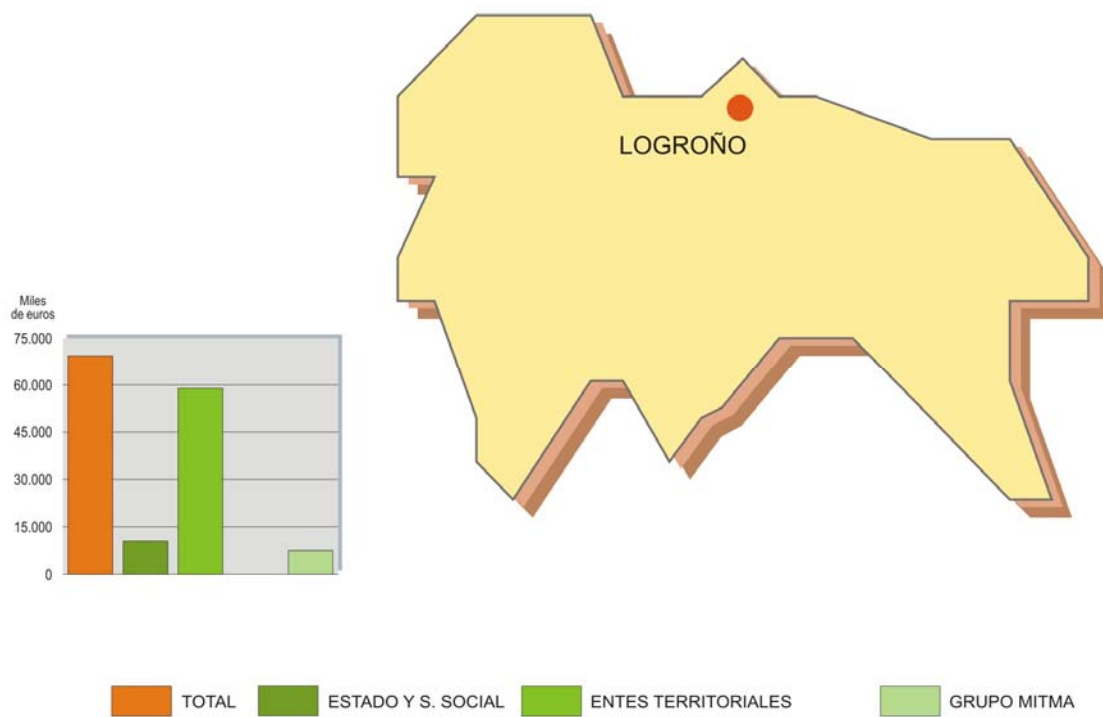 LOGROÑO
Miles
de euros
75.000
60.000
45.000
30.000
15.000
0
TOTAL
ESTADO Y S. SOCIAL
ENTES TERRITORIALES
GRUPO MITMA